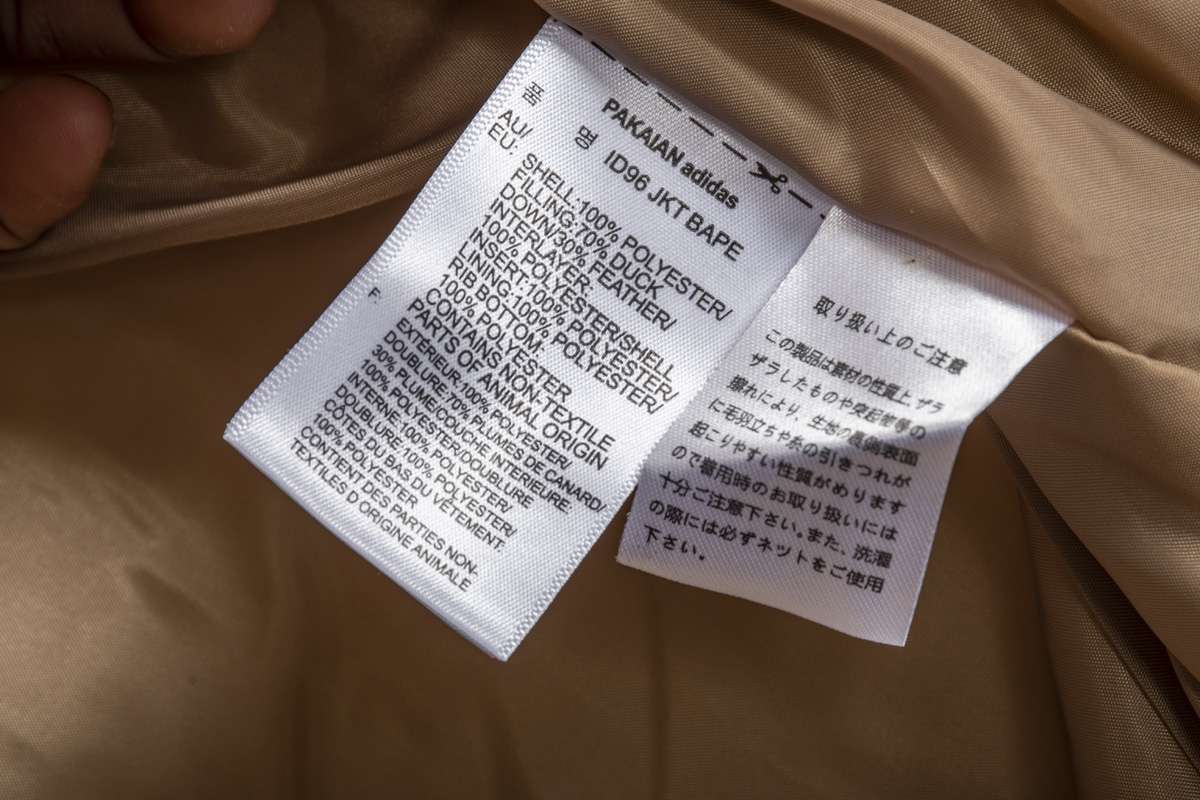 PAKAIAN adidas
품 명 ID96 JKT BAPE
AU/
EU: SHELL:100% POLYESTER/
FILLING:70% DUCK
DOWN:30% FEATHER/
INTERLAYER:
100% POLYESTER/SHELL
INSERT:100% POLYESTER/
LINING:100% POLYESTER/
RIB BOTTOM:
100% POLYESTER
CONTAINS NON-TEXTILE
PARTS OF ANIMAL ORIGIN
F: EXTÉRIEUR:100% POLYESTER/
DOUBLURE:70% PLUMES DE CANARD/
30% PLUME/COUCHE INTERIEURE:
100% POLYESTER/DOUBLURE
INTERNE:100% POLYESTER/
DOUBLURE:100% POLYESTER/
CÔTES DU BAS DU VÊTEMENT:
100% POLYESTER
CONTIENT DES PARTIES NON-
TEXTILES D'ORIGINE ANIMALE
取り扱い上のご注意
この製品は素材の性質上 ザラ
ザラしたものや突起物等の
擦れにより、生地の裏側表面
に毛羽立ちや糸の引きつれが
起こりやすい性質があります
ので着用時のお取り扱いには
十分ご注意下さい。また、洗濯
の際には必ずネットをご使用
下さい。